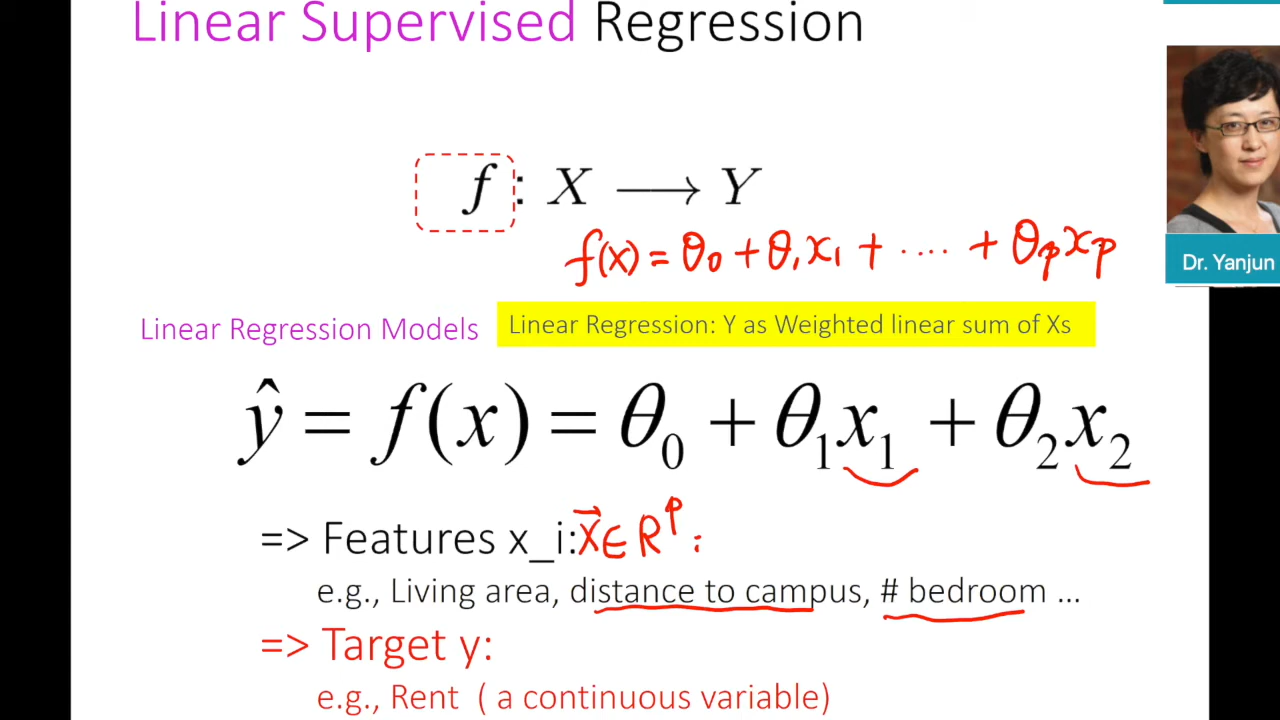 Linear Supervised Regression
f : X ⟶ Y
f(x) = θ₀ + θ₁x₁ + ···· + θₚxₚ
Dr. Yanjun
Linear Regression Models
Linear Regression: Y as Weighted linear sum of Xs
ŷ = f(x) = θ₀ + θ₁x₁ + θ₂x₂
=> Features x_i: x⃗ ∈ Rᵖ :
e.g., Living area, distance to campus, # bedroom ...
=> Target y:
e.g., Rent ( a continuous variable)